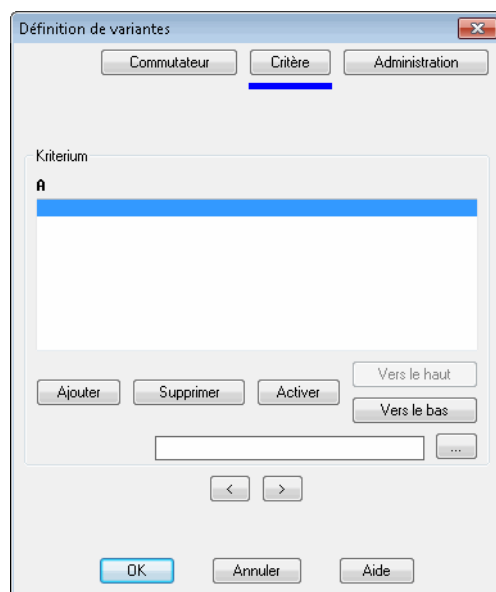 Définition de variantes
Commutateur Critère Administration
Kriterium
A
Vers le haut
Ajouter Supprimer Activer
Vers le bas
...
< >
OK Annuler Aide